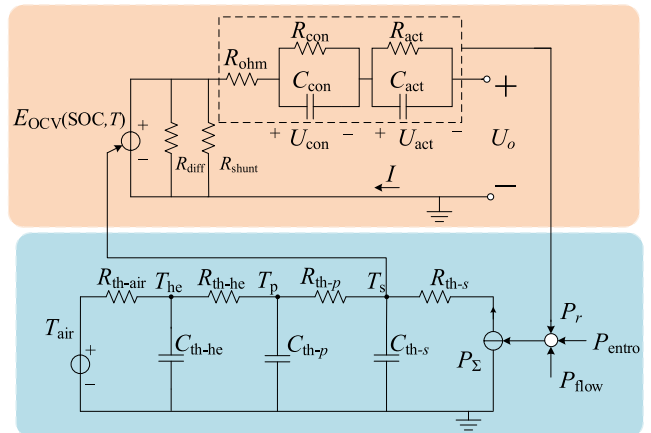 R_con R_act
R_ohm
C_con C_act
E_OCV(SOC,T) +
−
+ U_con − + U_act − U_o
+
R_diff R_shunt
I
−
R_th-air T_he R_th-he T_p R_th-p T_s R_th-s
T_air
+
−
C_th-he C_th-p C_th-s
P_r
P_Σ P_entro
P_flow